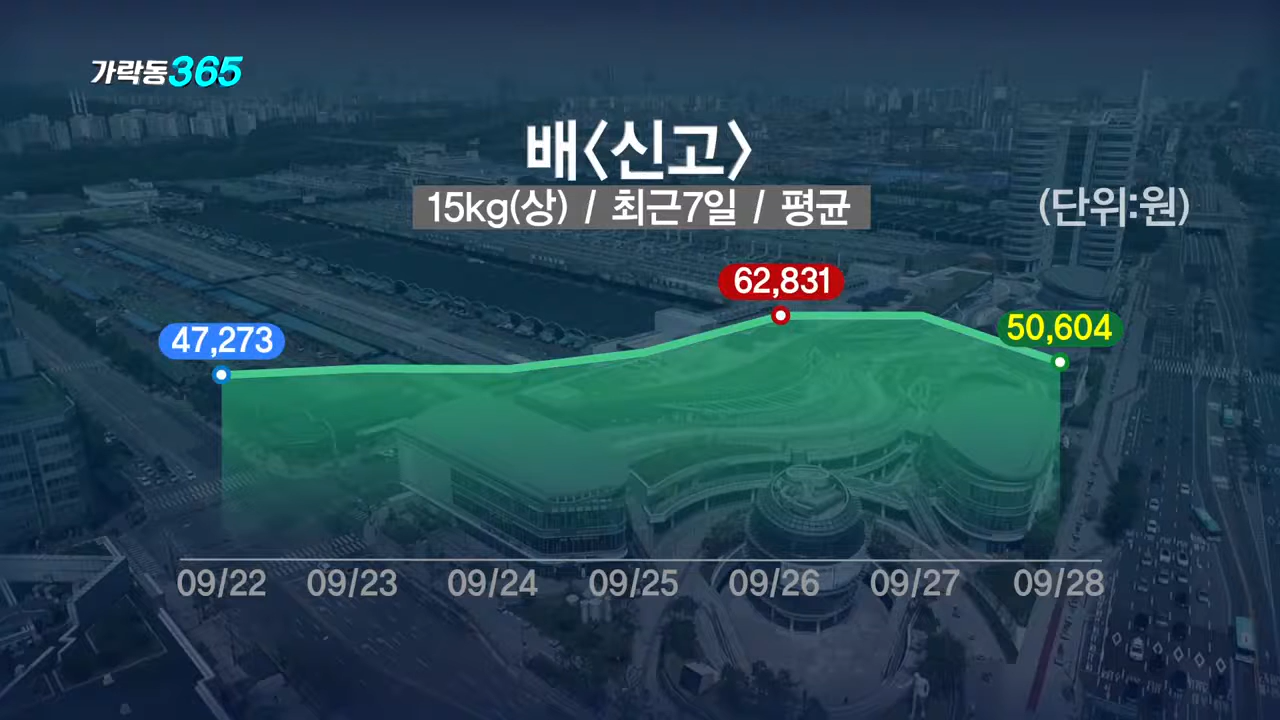 가락동365
배〈신고〉
15kg(상) / 최근7일 / 평균
(단위:원)
62,831
47,273
50,604
09/22 09/23 09/24 09/25 09/26 09/27 09/28